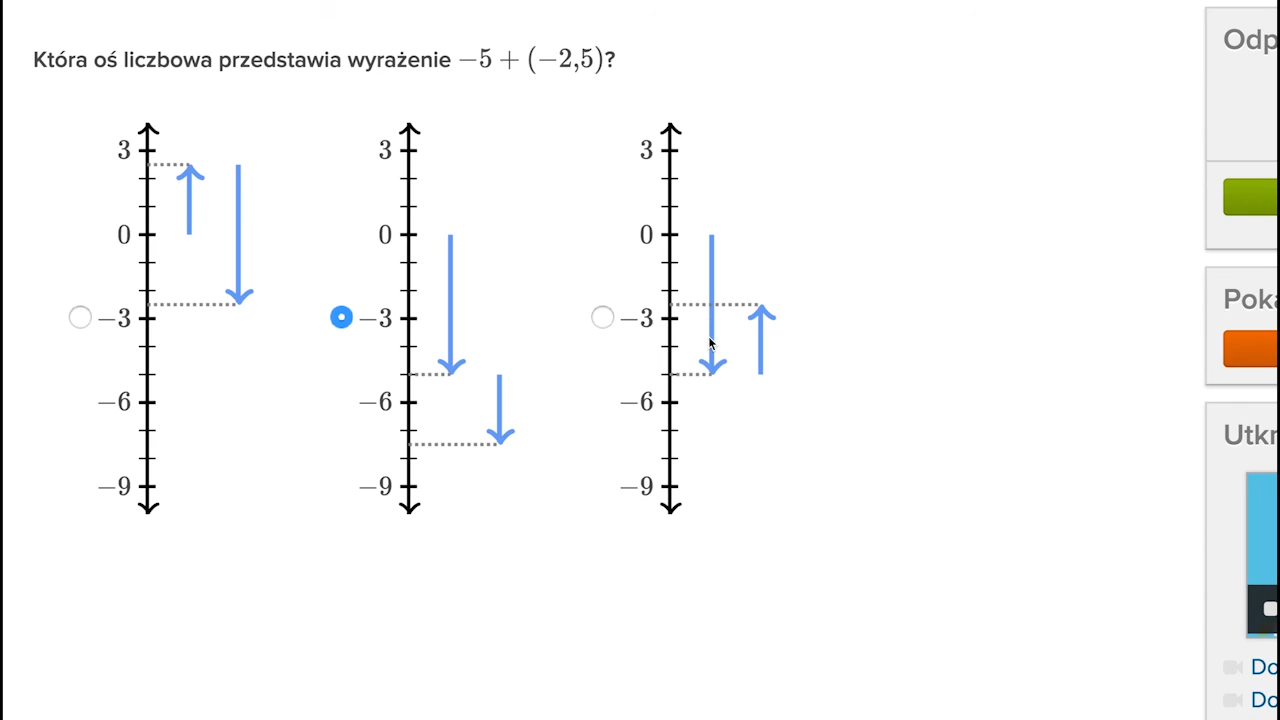 Która oś liczbowa przedstawia wyrażenie −5 + (−2,5)?
3 3 3
0 0 0
−3 −3 −3
−6 −6 −6
−9 −9 −9
Odp
Poka
Utkn
Do
Do